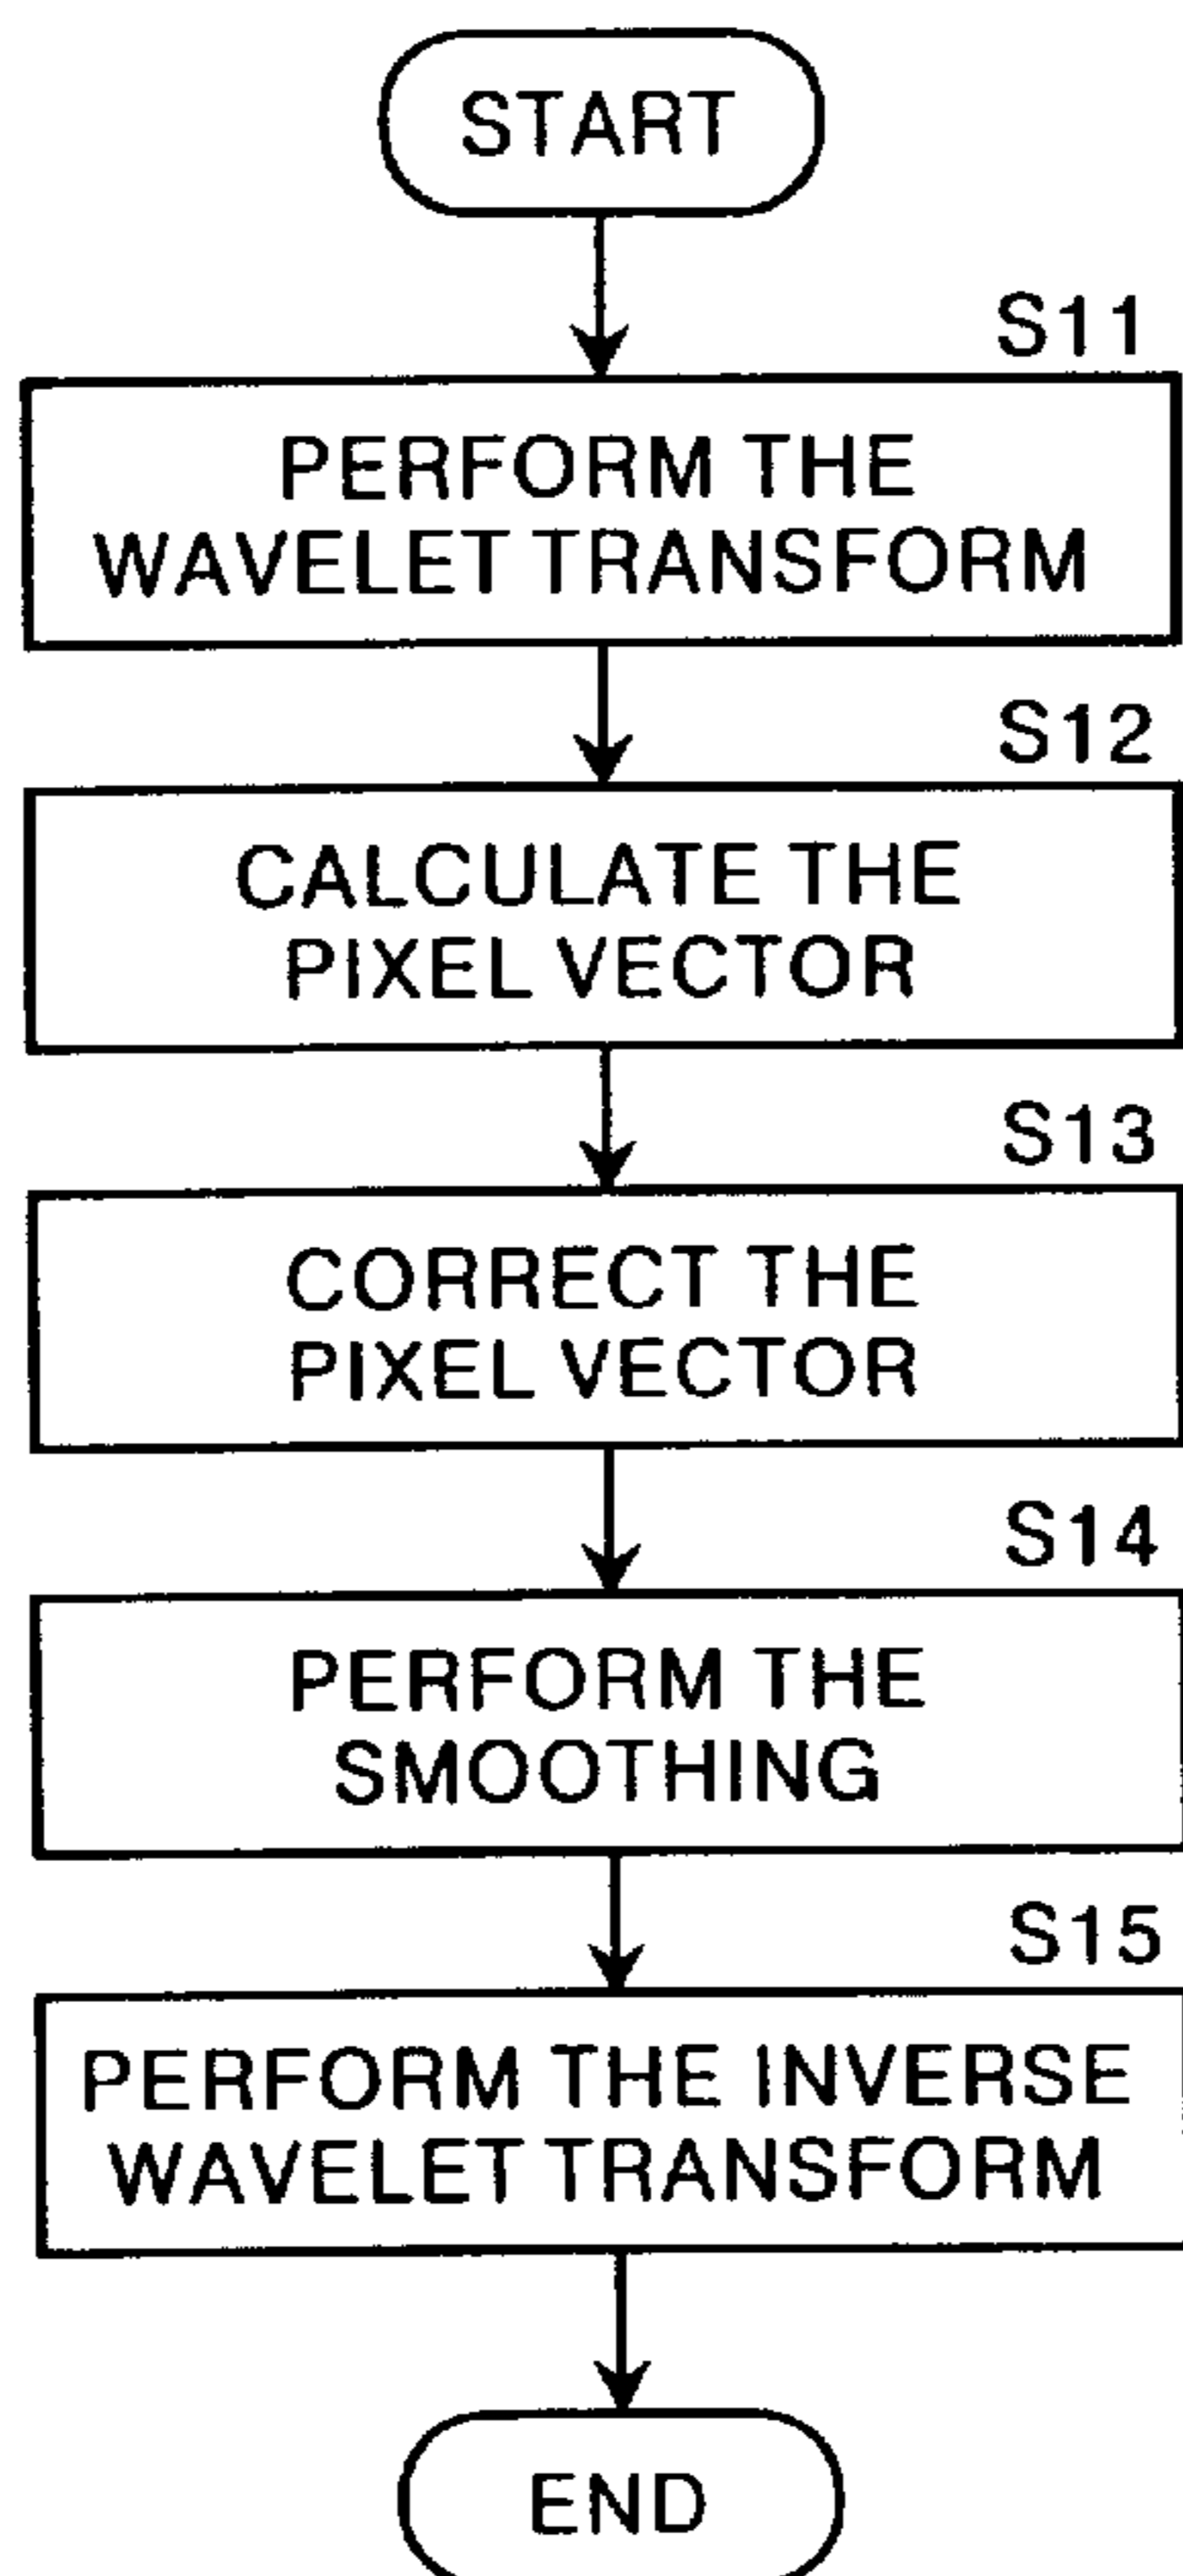 START
S11
PERFORM THE
WAVELET TRANSFORM
S12
CALCULATE THE
PIXEL VECTOR
S13
CORRECT THE
PIXEL VECTOR
S14
PERFORM THE
SMOOTHING
S15
PERFORM THE INVERSE
WAVELET TRANSFORM
END